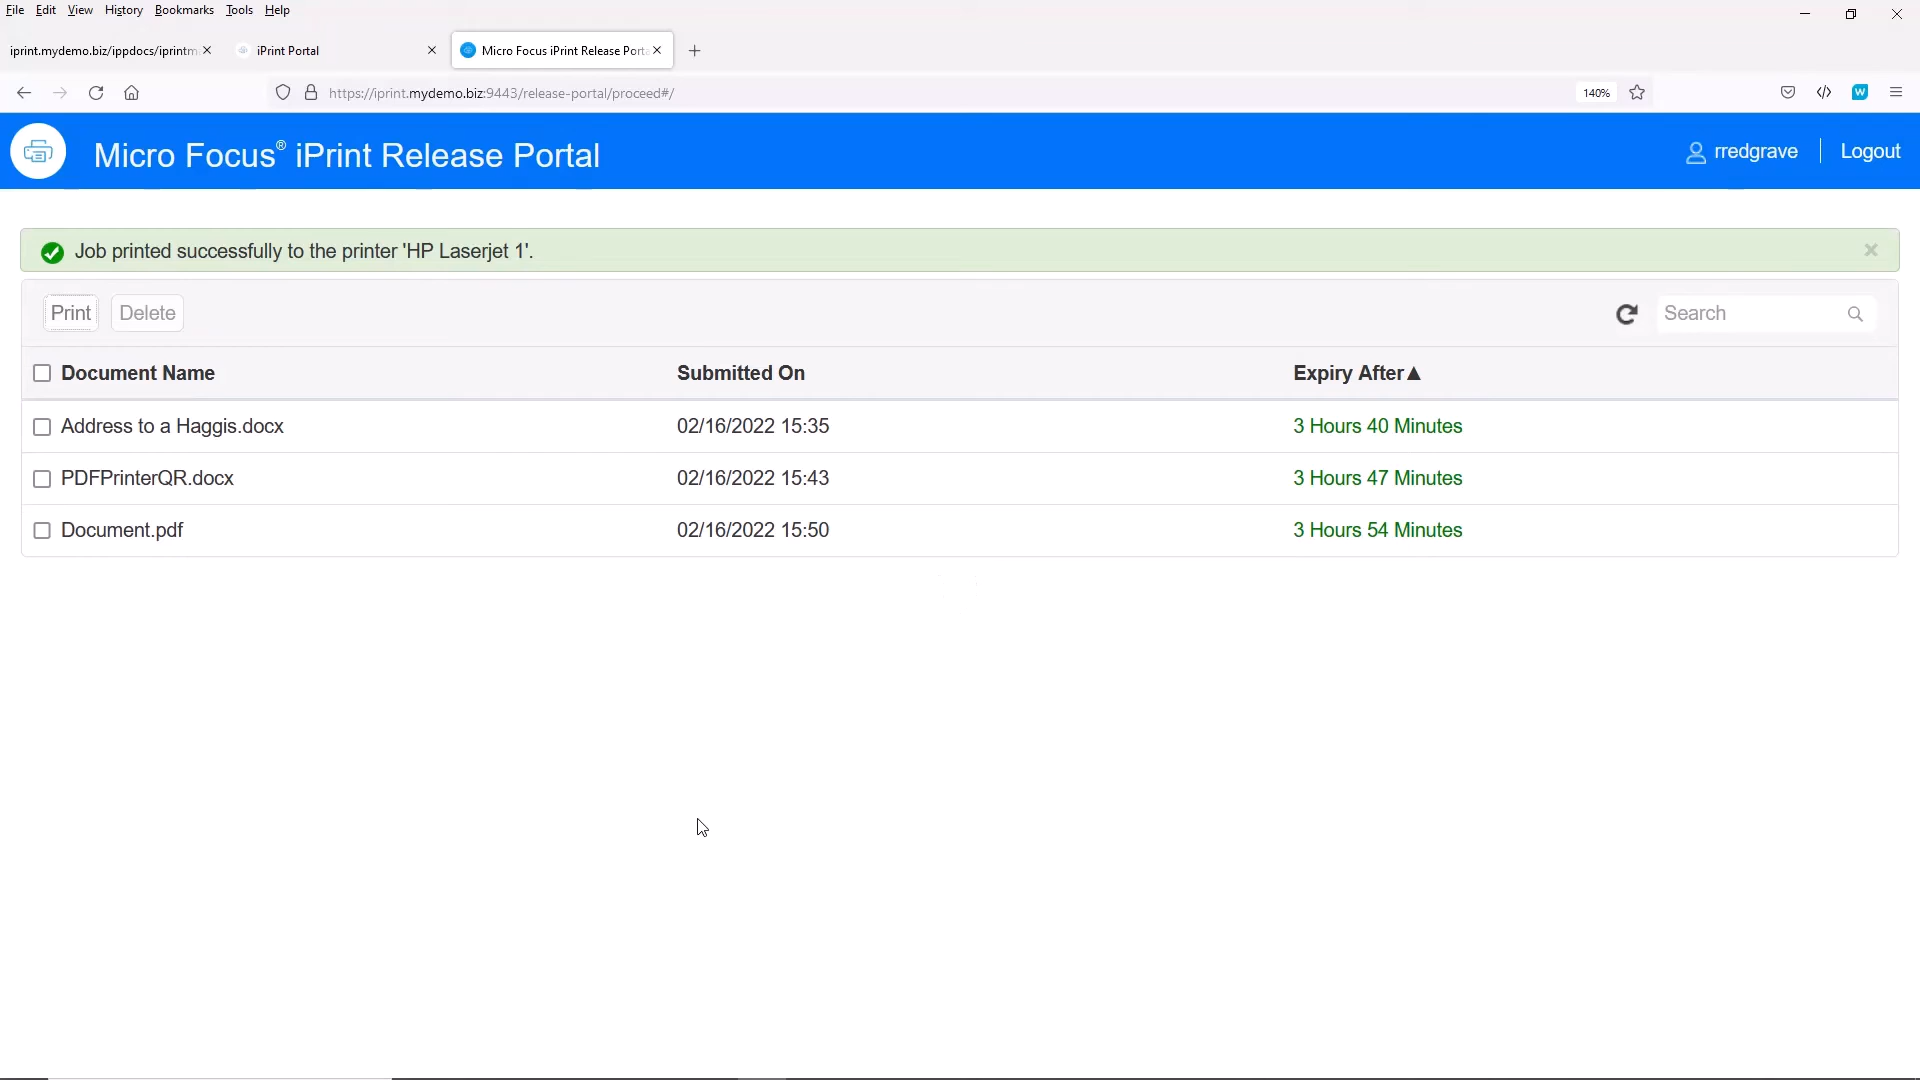 File Edit View History Bookmarks Tools Help
iprint.mydemo.biz/ippdocs/iprintm
iPrint Portal
Micro Focus iPrint Release Porta
https://iprint.mydemo.biz:9443/release-portal/proceed#/
140%
W
Micro Focus® iPrint Release Portal
rredgrave
Logout
Job printed successfully to the printer 'HP Laserjet 1'.
Print Delete
Search
Document Name Submitted On Expiry After▲
Address to a Haggis.docx 02/16/2022 15:35 3 Hours 40 Minutes
PDFPrinterQR.docx 02/16/2022 15:43 3 Hours 47 Minutes
Document.pdf 02/16/2022 15:50 3 Hours 54 Minutes